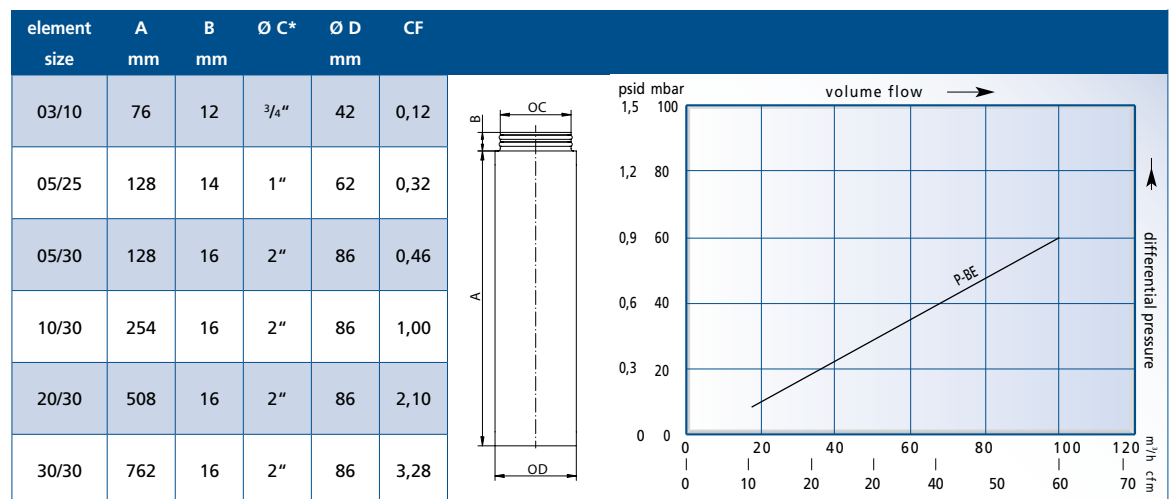 element size A mm B mm Ø C* Ø D mm CF
03/10 76 12 ³/₄“ 42 0,12
05/25 128 14 1“ 62 0,32
05/30 128 16 2“ 86 0,46
10/30 254 16 2“ 86 1,00
20/30 508 16 2“ 86 2,10
30/30 762 16 2“ 86 3,28
OC
B
A
OD
psid mbar
volume flow
1,5 100
1,2 80
0,9 60
0,6 40
0,3 20
0 0
P-BE
differential pressure
0 20 40 60 80 100 120 m³/h
0 10 20 20 40 50 60 70 cfm